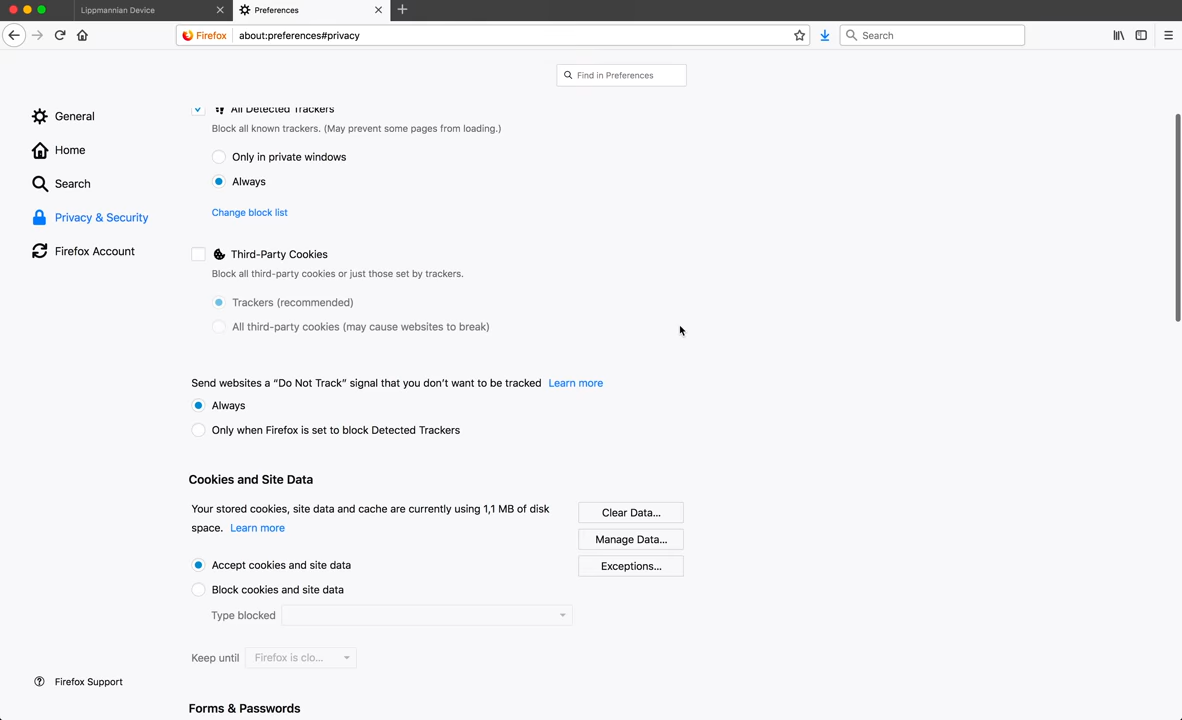 Lippmannian Device
Preferences
Firefox
about:preferences#privacy
Search
Find in Preferences
General
Home
Search
Privacy & Security
Firefox Account
Firefox Support
All Detected Trackers
Block all known trackers. (May prevent some pages from loading.)
Only in private windows
Always
Change block list
Third-Party Cookies
Block all third-party cookies or just those set by trackers.
Trackers (recommended)
All third-party cookies (may cause websites to break)
Send websites a “Do Not Track” signal that you don’t want to be tracked Learn more
Always
Only when Firefox is set to block Detected Trackers
Cookies and Site Data
Your stored cookies, site data and cache are currently using 1,1 MB of disk
space. Learn more
Clear Data...
Manage Data...
Exceptions...
Accept cookies and site data
Block cookies and site data
Type blocked
Keep until Firefox is clo...
Forms & Passwords